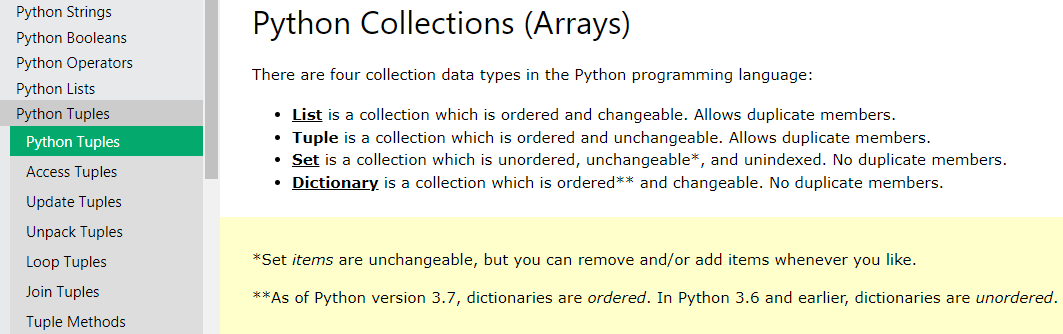 Python Strings
Python Booleans
Python Operators
Python Lists
Python Tuples
Python Tuples
Access Tuples
Update Tuples
Unpack Tuples
Loop Tuples
Join Tuples
Tuple Methods
Python Collections (Arrays)
There are four collection data types in the Python programming language:
• List is a collection which is ordered and changeable. Allows duplicate members.
• Tuple is a collection which is ordered and unchangeable. Allows duplicate members.
• Set is a collection which is unordered, unchangeable*, and unindexed. No duplicate members.
• Dictionary is a collection which is ordered** and changeable. No duplicate members.
*Set items are unchangeable, but you can remove and/or add items whenever you like.
**As of Python version 3.7, dictionaries are ordered. In Python 3.6 and earlier, dictionaries are unordered.